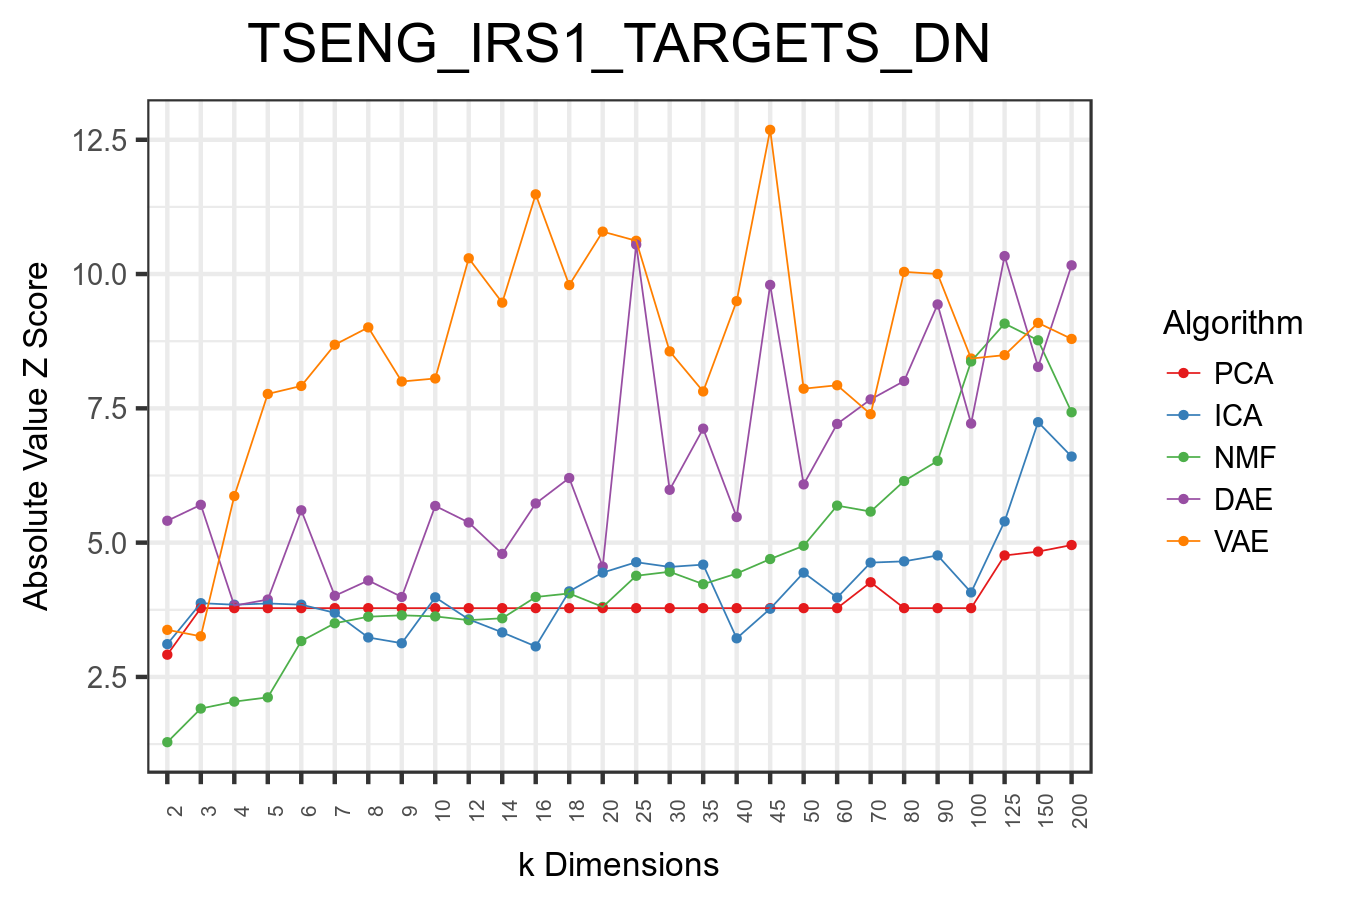 TSENG_IRS1_TARGETS_DN
12.5
10.0
7.5
5.0
2.5
Absolute Value Z Score
2 3 4 5 6 7 8 9 10 12 14 16 18 20 25 30 35 40 45 50 60 70 80 90 100 125 150 200
k Dimensions
Algorithm
PCA
ICA
NMF
DAE
VAE